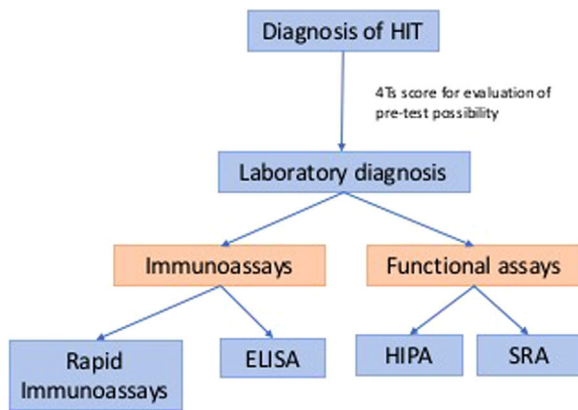 Diagnosis of HIT
4Ts score for evaluation of
pre-test possibility
Laboratory diagnosis
Immunoassays
Functional assays
Rapid
Immunoassays
ELISA
HIPA
SRA